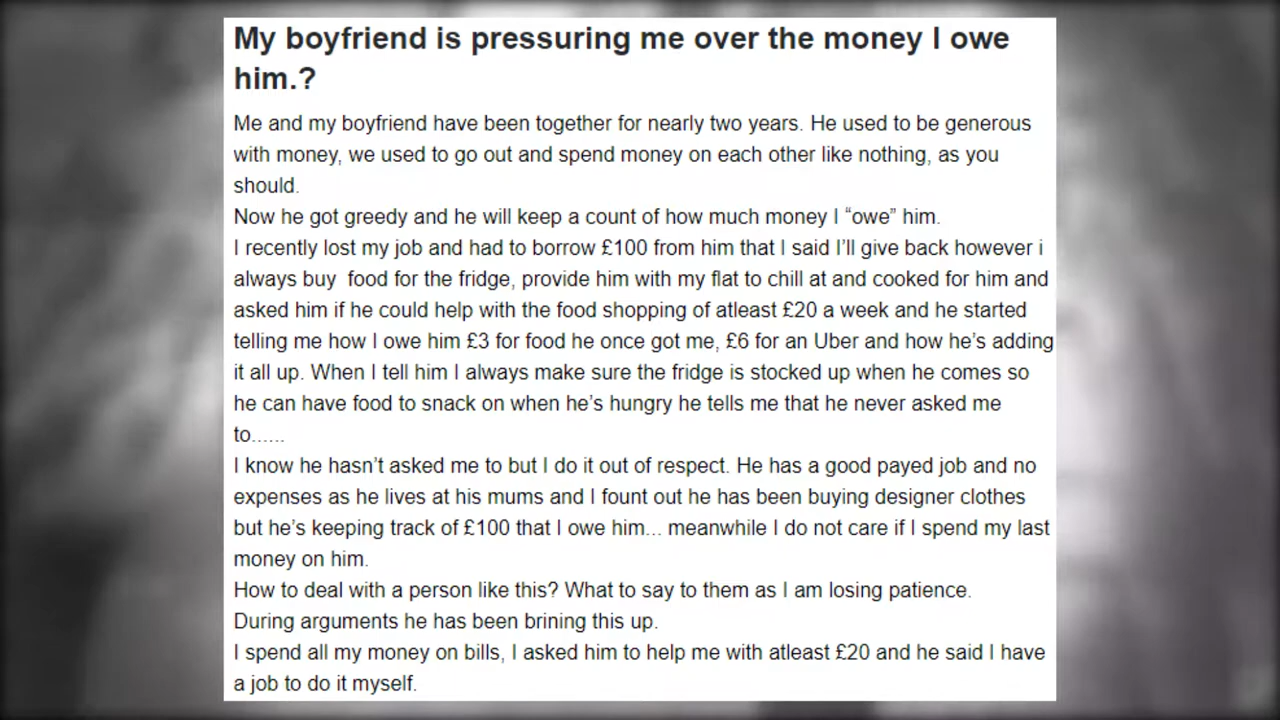 My boyfriend is pressuring me over the money I owe
him.?
Me and my boyfriend have been together for nearly two years. He used to be generous
with money, we used to go out and spend money on each other like nothing, as you
should.
Now he got greedy and he will keep a count of how much money I “owe” him.
I recently lost my job and had to borrow £100 from him that I said I’ll give back however i
always buy  food for the fridge, provide him with my flat to chill at and cooked for him and
asked him if he could help with the food shopping of atleast £20 a week and he started
telling me how I owe him £3 for food he once got me, £6 for an Uber and how he’s adding
it all up. When I tell him I always make sure the fridge is stocked up when he comes so
he can have food to snack on when he’s hungry he tells me that he never asked me
to......
I know he hasn’t asked me to but I do it out of respect. He has a good payed job and no
expenses as he lives at his mums and I fount out he has been buying designer clothes
but he’s keeping track of £100 that I owe him... meanwhile I do not care if I spend my last
money on him.
How to deal with a person like this? What to say to them as I am losing patience.
During arguments he has been brining this up.
I spend all my money on bills, I asked him to help me with atleast £20 and he said I have
a job to do it myself.